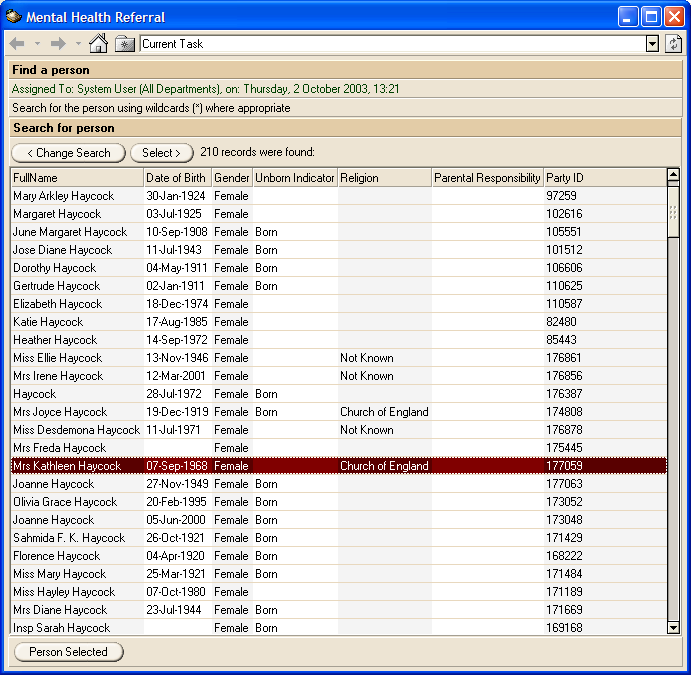 Mental Health Referral
Current Task
Find a person
Assigned To: System User (All Departments), on: Thursday, 2 October 2003, 13:21
Search for the person using wildcards (*) where appropriate
Search for person
< Change Search Select > 210 records were found:
FullName Date of Birth Gender Unborn Indicator Religion Parental Responsibility Party ID
Mary Arkley Haycock 30-Jan-1924 Female 97259
Margaret Haycock 03-Jul-1925 Female 102616
June Margaret Haycock 10-Sep-1908 Female Born 105551
Jose Diane Haycock 11-Jul-1943 Female Born 101512
Dorothy Haycock 04-May-1911 Female Born 106606
Gertrude Haycock 02-Jan-1911 Female Born 110625
Elizabeth Haycock 18-Dec-1974 Female 110587
Katie Haycock 17-Aug-1985 Female 82480
Heather Haycock 14-Sep-1972 Female 85443
Miss Ellie Haycock 13-Nov-1946 Female Not Known 176861
Mrs Irene Haycock 12-Mar-2001 Female Not Known 176856
Haycock 28-Jul-1972 Female Born 176387
Mrs Joyce Haycock 19-Dec-1919 Female Born Church of England 174808
Miss Desdemona Haycock 11-Jul-1971 Female Not Known 176878
Mrs Freda Haycock Female 175445
Mrs Kathleen Haycock 07-Sep-1968 Female Church of England 177059
Joanne Haycock 27-Nov-1949 Female Born 177063
Olivia Grace Haycock 20-Feb-1995 Female Born 173052
Joanne Haycock 05-Jun-2000 Female Born 173048
Sahmida F. K. Haycock 26-Oct-1921 Female Born 171429
Florence Haycock 04-Apr-1920 Female Born 168222
Miss Mary Haycock 25-Mar-1921 Female Born 171484
Miss Hayley Haycock 07-Oct-1980 Female 171189
Mrs Diane Haycock 23-Jul-1944 Female Born 171669
Insp Sarah Haycock Female Born 169168
Person Selected